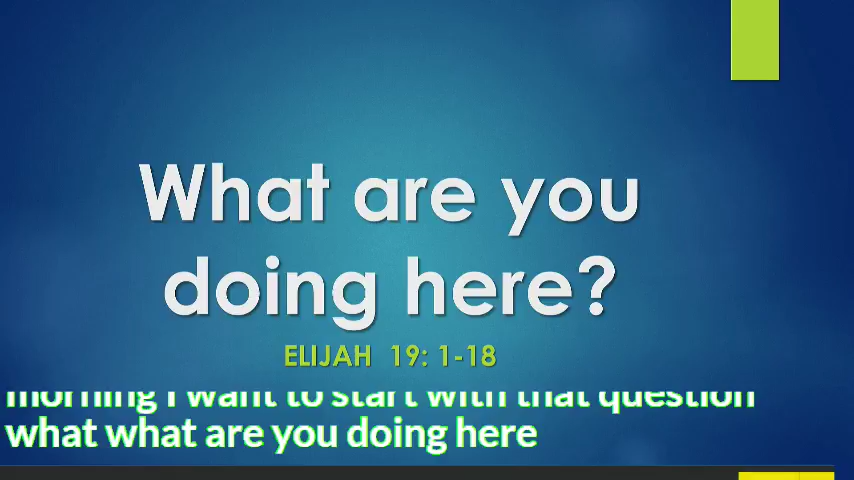 What are you
doing here?
ELIJAH 19: 1-18
morning I want to start with that question
what what are you doing here